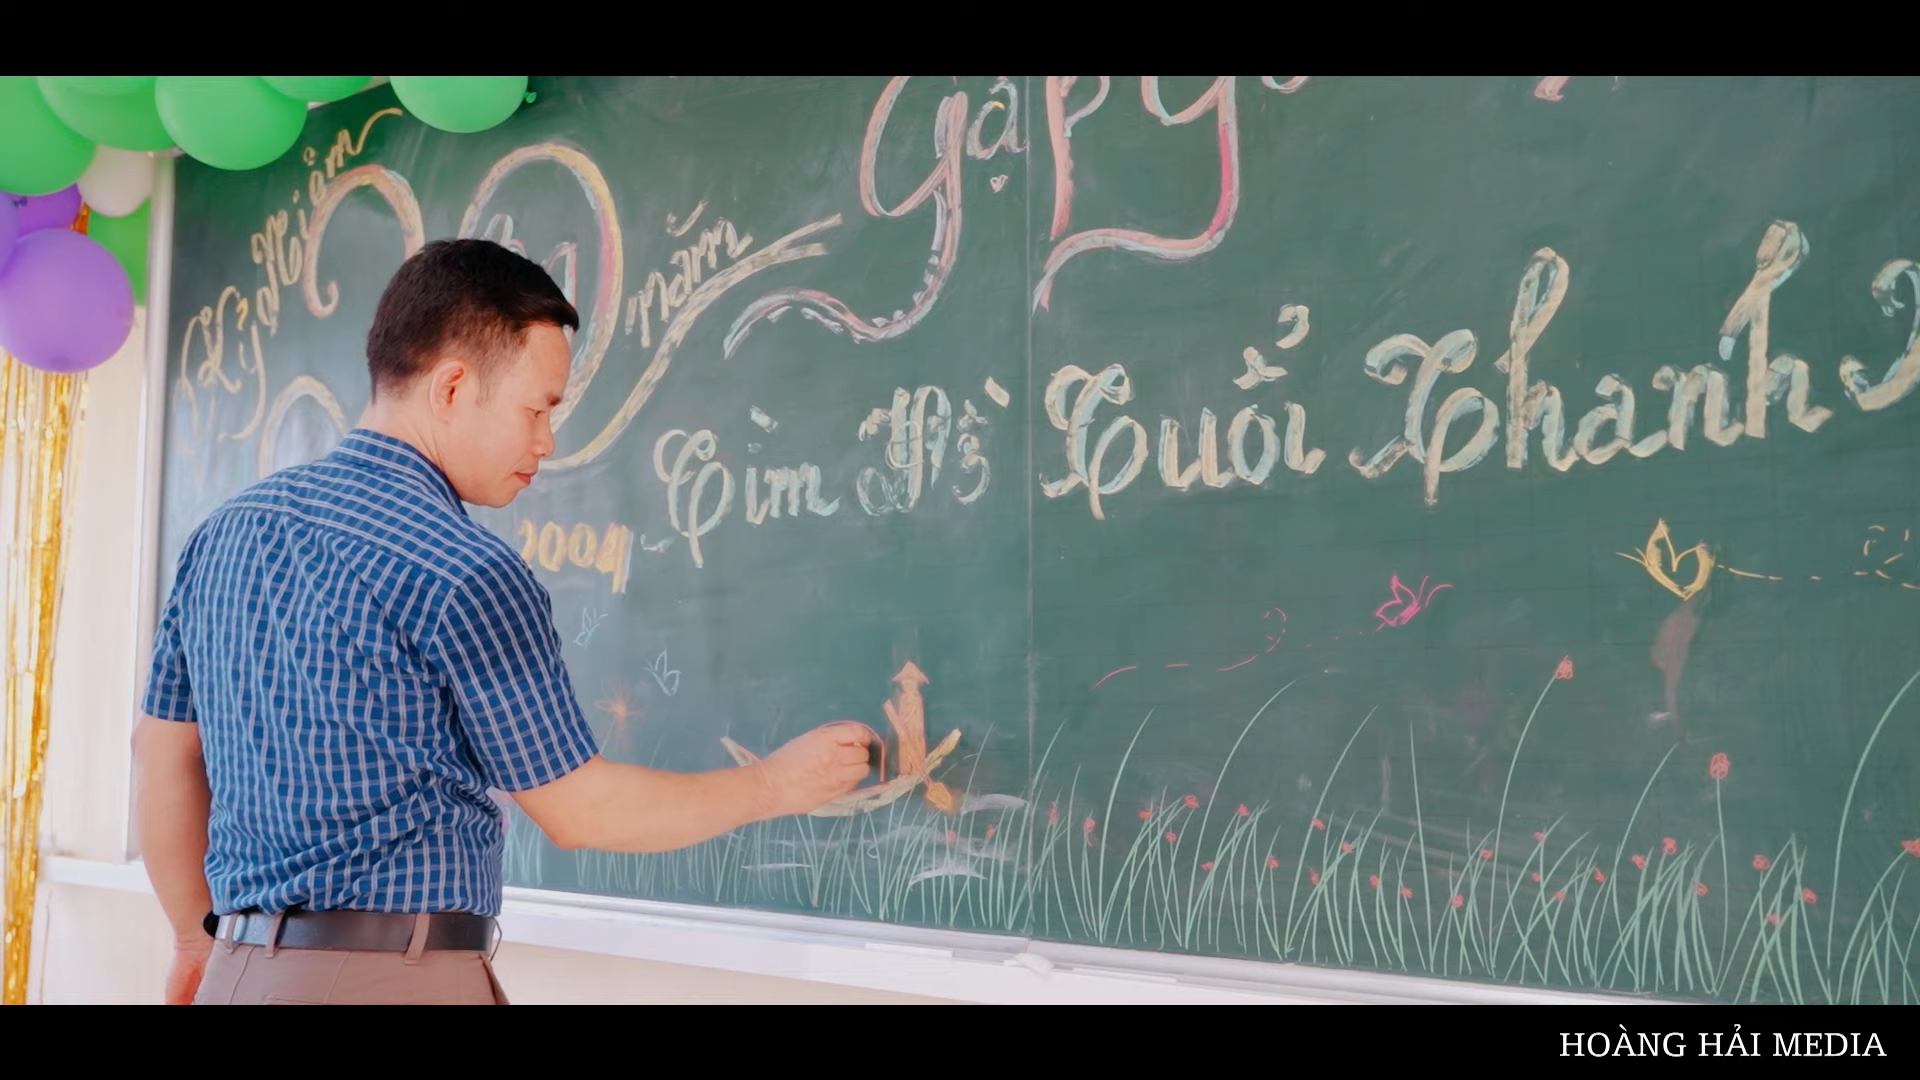 Kỷ Niệm
năm
Gặp G
2004
Tìm Về Tuổi Thanh
HOÀNG HẢI MEDIA